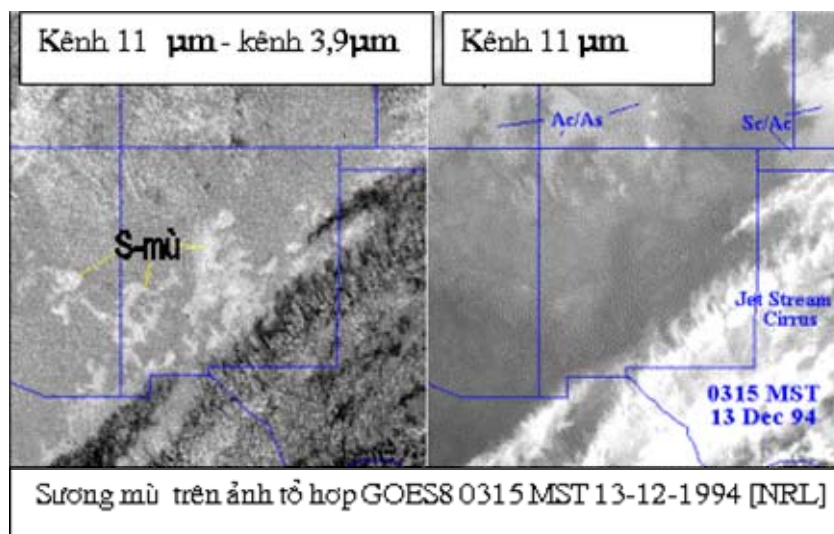 Kênh 11 µm - kênh 3,9µm
Kênh 11 µm
Ac/As
Sc/Ac
S-mù
Jet Stream
Cirrus
0315 MST
13 Dec 94
Sương mù trên ảnh tổ hợp GOES8 0315 MST 13-12-1994 [NRL]